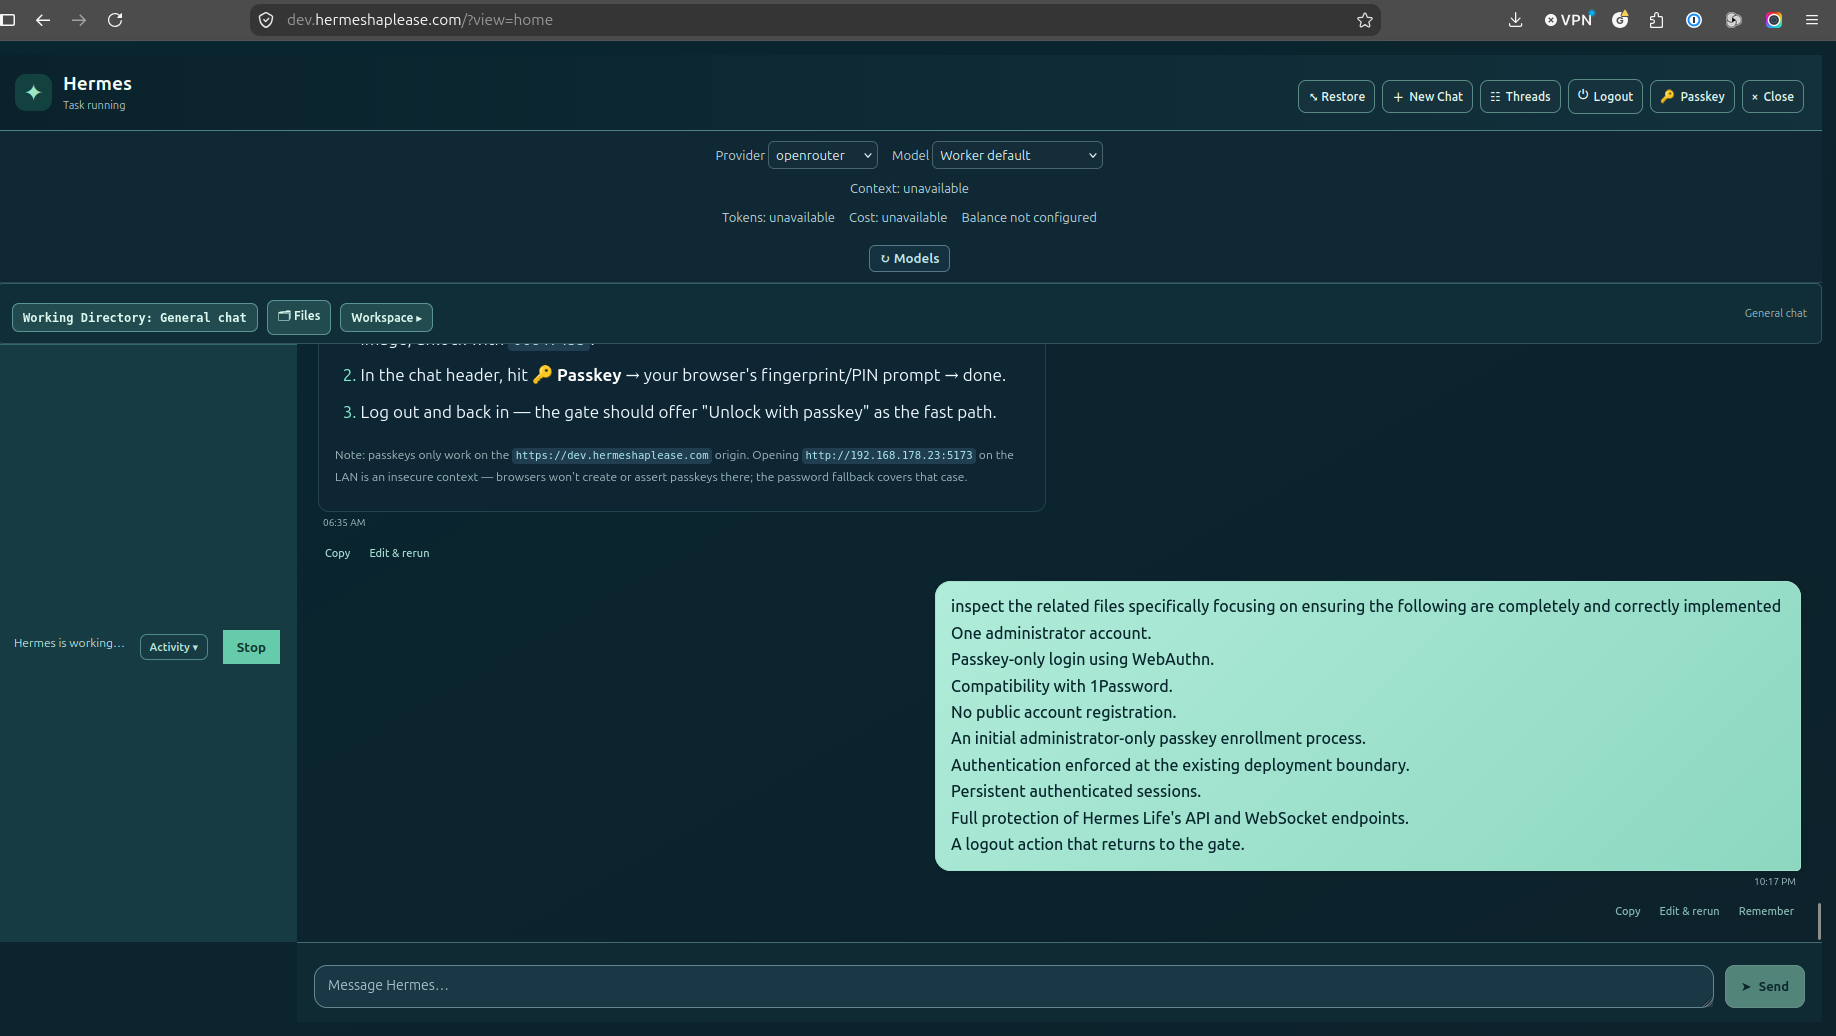 dev.hermeshaplease.com/?view=home
VPN
Hermes
Task running
Restore
+ New Chat
Threads
Logout
Passkey
× Close
Provider openrouter Model Worker default
Context: unavailable
Tokens: unavailable Cost: unavailable Balance not configured
↻ Models
Working Directory: General chat
Files
Workspace ▸
General chat
2. In the chat header, hit 🔑 Passkey → your browser's fingerprint/PIN prompt → done.
3. Log out and back in — the gate should offer "Unlock with passkey" as the fast path.
Note: passkeys only work on the https://dev.hermeshaplease.com origin. Opening http://192.168.178.23:5173 on the
LAN is an insecure context — browsers won't create or assert passkeys there; the password fallback covers that case.
06:35 AM
Copy Edit & rerun
inspect the related files specifically focusing on ensuring the following are completely and correctly implemented
One administrator account.
Passkey-only login using WebAuthn.
Compatibility with 1Password.
No public account registration.
An initial administrator-only passkey enrollment process.
Authentication enforced at the existing deployment boundary.
Persistent authenticated sessions.
Full protection of Hermes Life's API and WebSocket endpoints.
A logout action that returns to the gate.
10:17 PM
Copy Edit & rerun Remember
Hermes is working...
Activity ▾
Stop
Message Hermes...
➤ Send